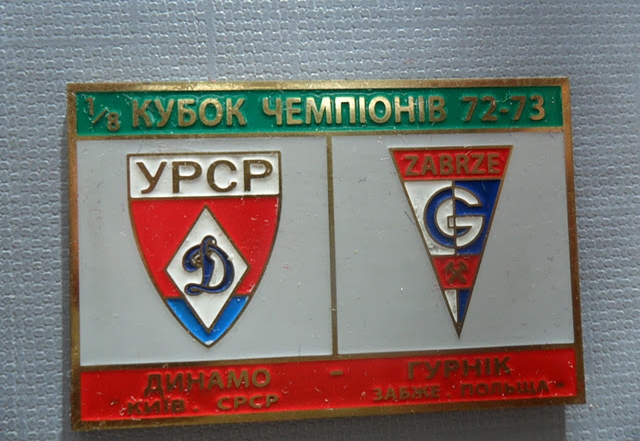 1/8 КУБОК ЧЕМПІОНІВ 72-73
УРСР
Д
ZABRZE
G
ДИНАМО - ГУРНІК
"КИЇВ. СРСР ЗАБЖЕ. ПОЛЬЩА"